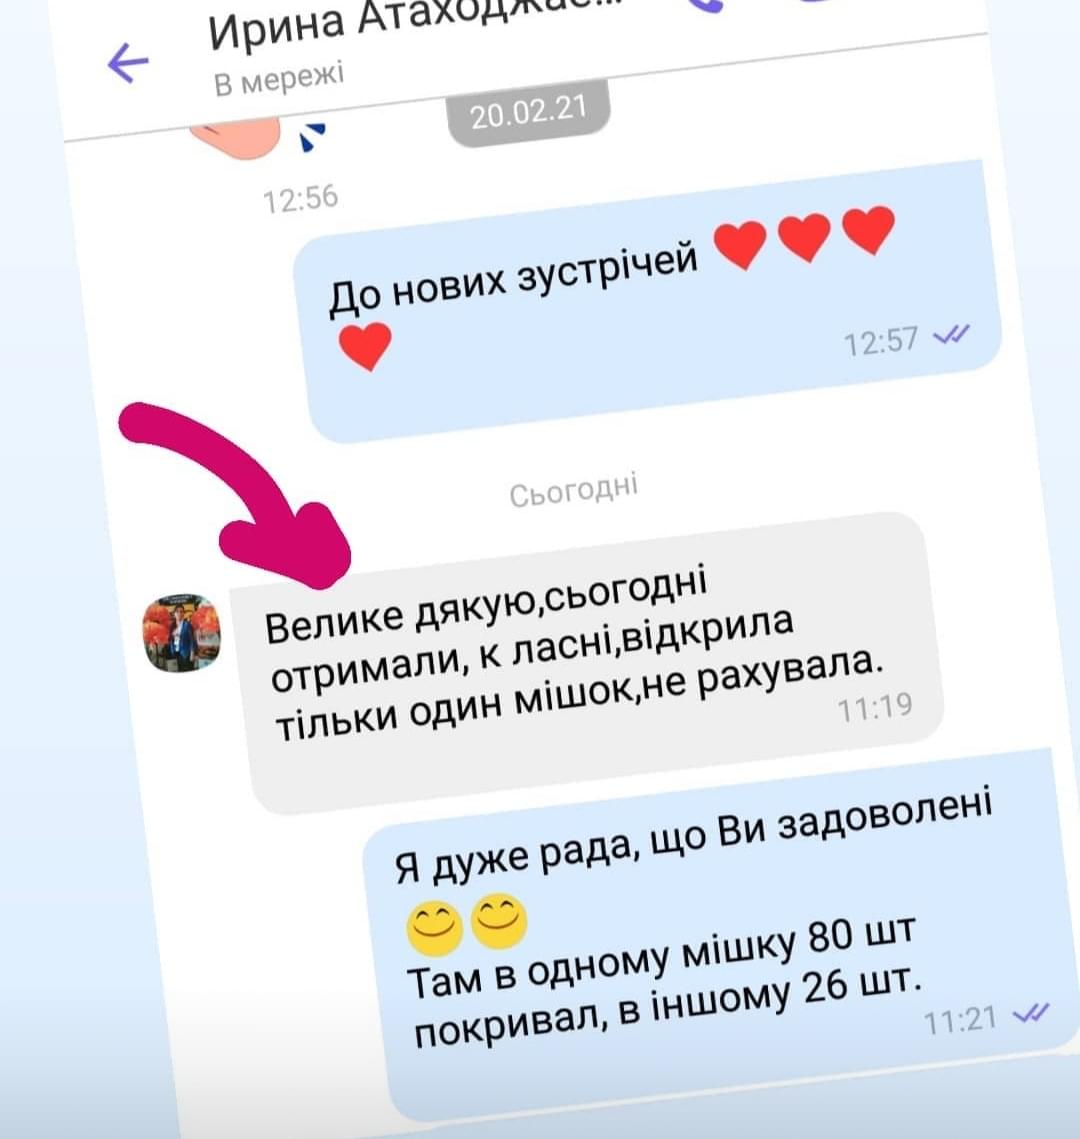 Ирина Атаходжае...
В мережі
20.02.21
12:56
До нових зустрічей ❤️❤️❤️
❤️
12:57
Сьогодні
Велике дякую,сьогодні
отримали, к ласні,відкрила
тільки один мішок,не рахувала.
11:19
Я дуже рада, що Ви задоволені
😊😊
Там в одному мішку 80 шт
покривал, в іншому 26 шт.
11:21